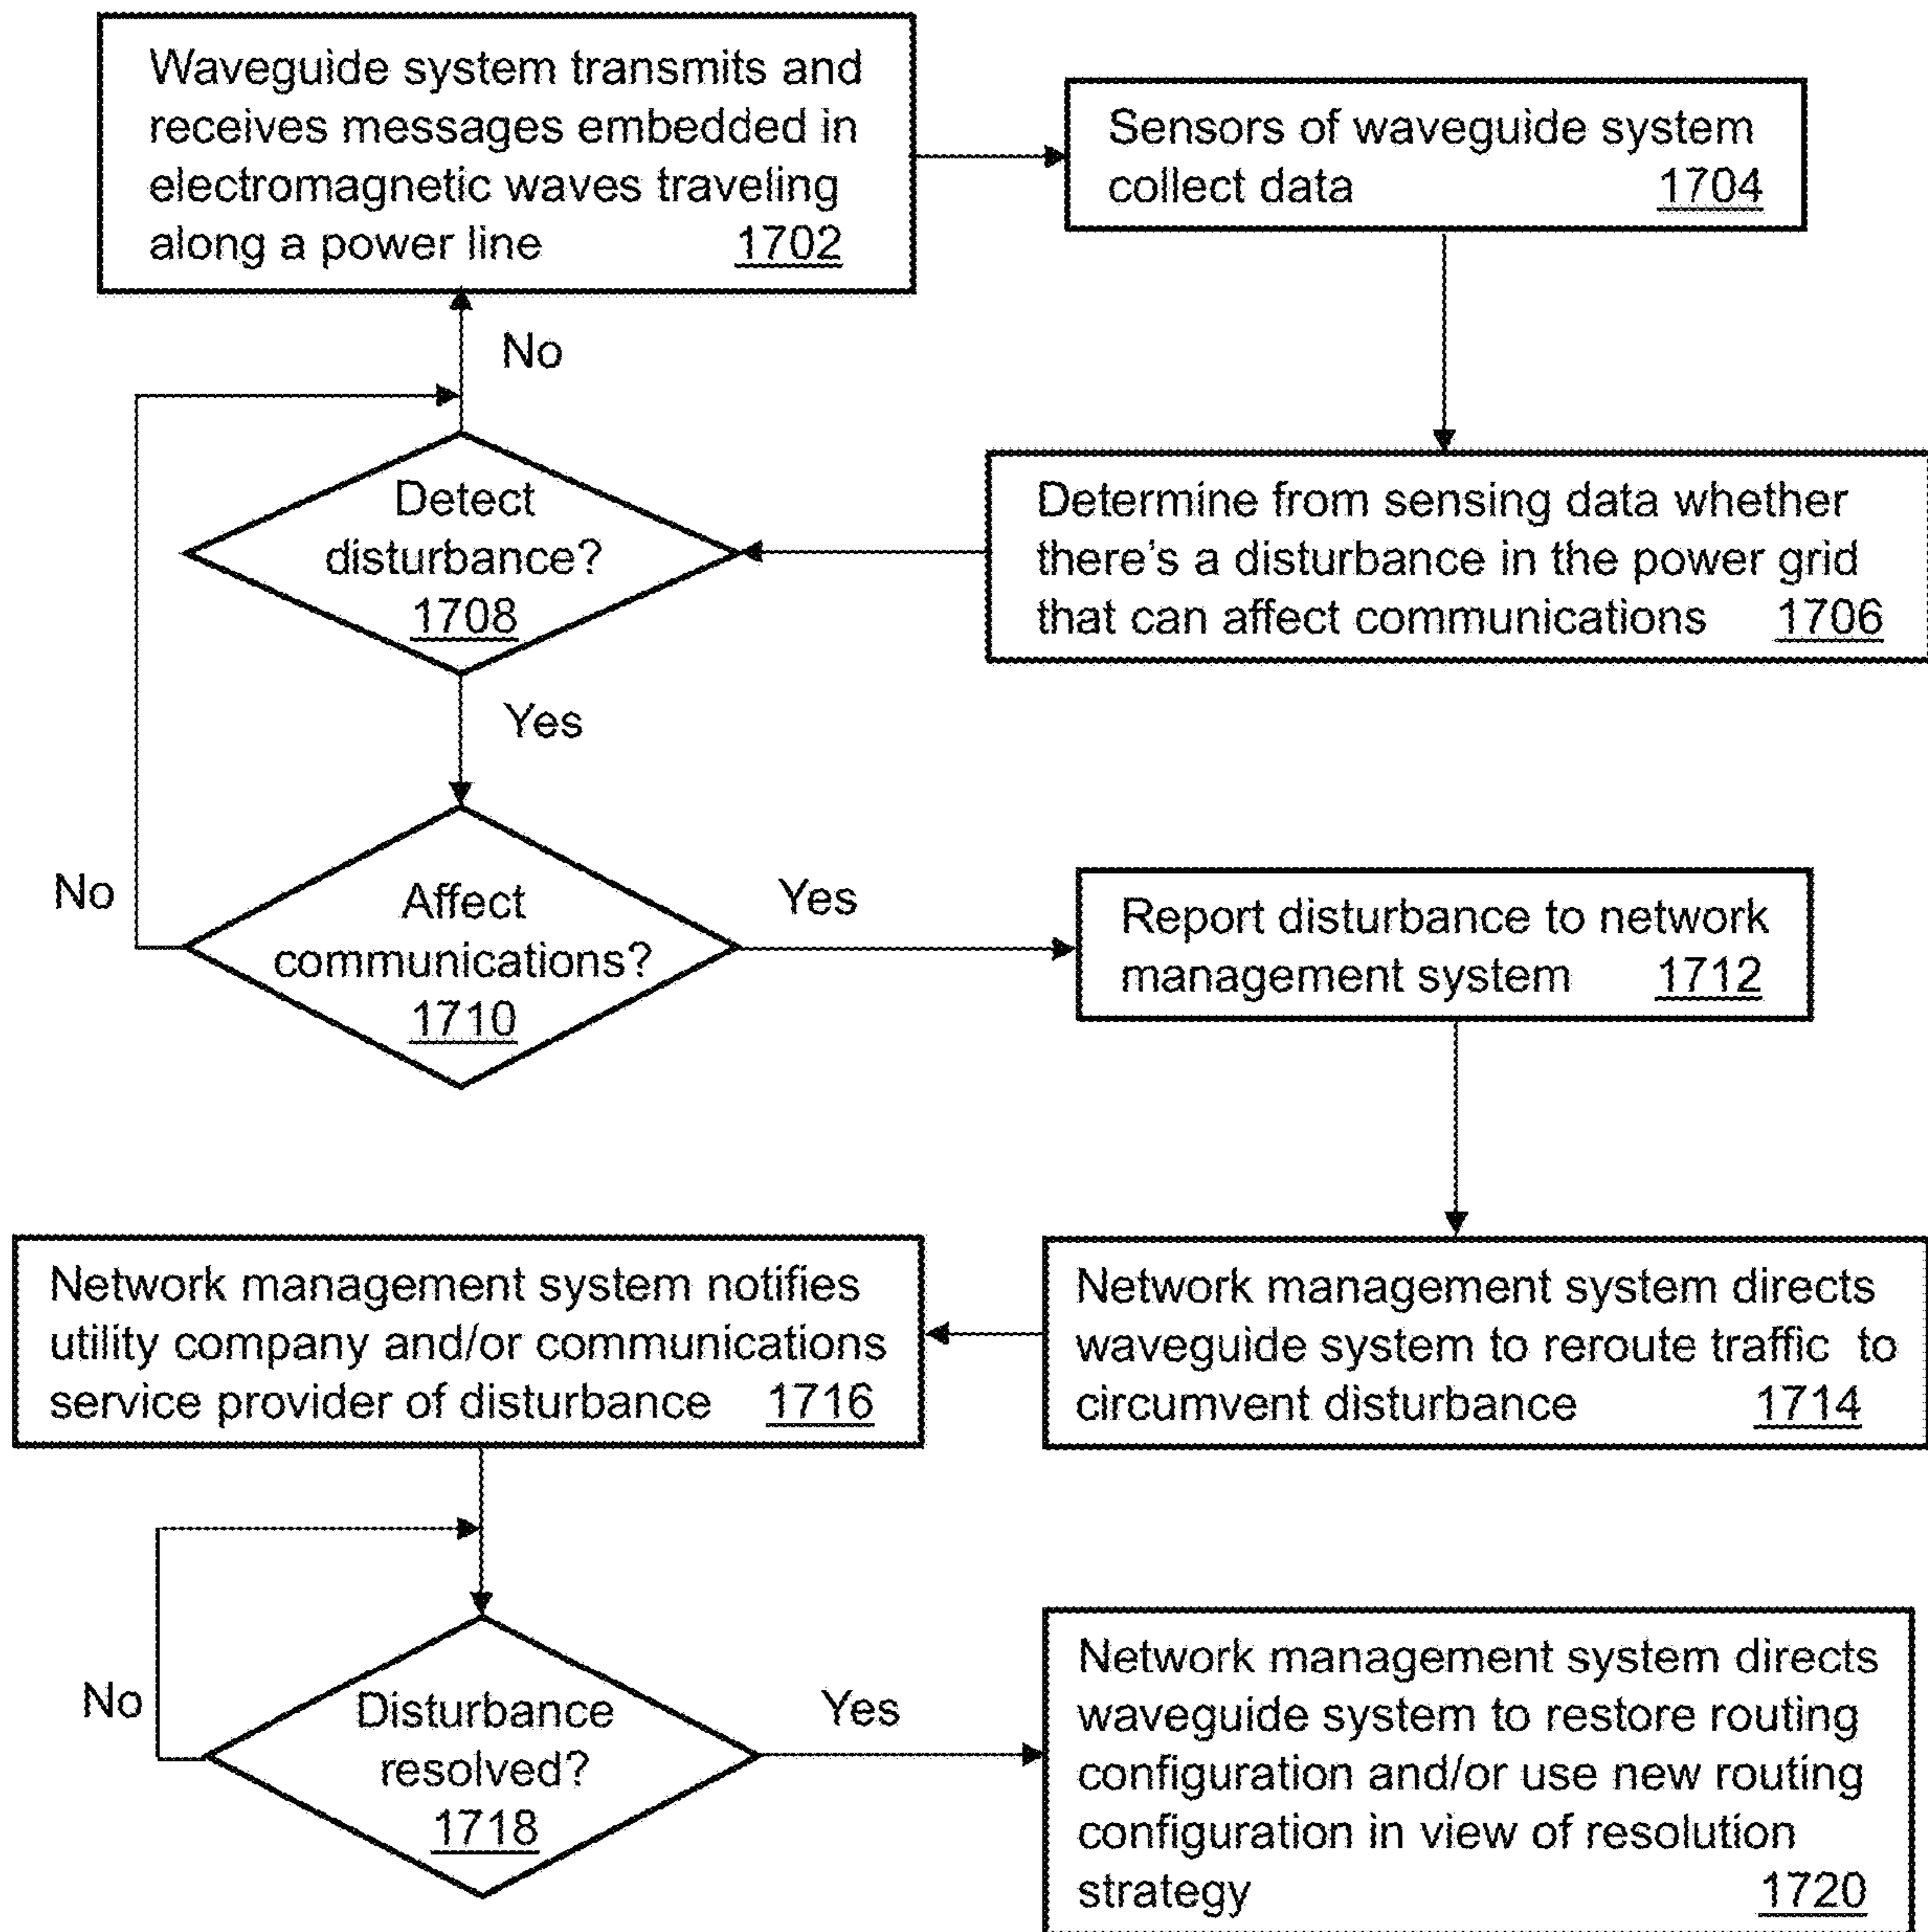 Waveguide system transmits and
receives messages embedded in
electromagnetic waves traveling
along a power line 1702
Sensors of waveguide system
collect data 1704
No
Detect
disturbance?
1708
Determine from sensing data whether
there's a disturbance in the power grid
that can affect communications 1706
Yes
No
Affect
communications?
1710
Yes
Report disturbance to network
management system 1712
Network management system notifies
utility company and/or communications
service provider of disturbance 1716
Network management system directs
waveguide system to reroute traffic to
circumvent disturbance 1714
No
Disturbance
resolved?
1718
Yes
Network management system directs
waveguide system to restore routing
configuration and/or use new routing
configuration in view of resolution
strategy 1720